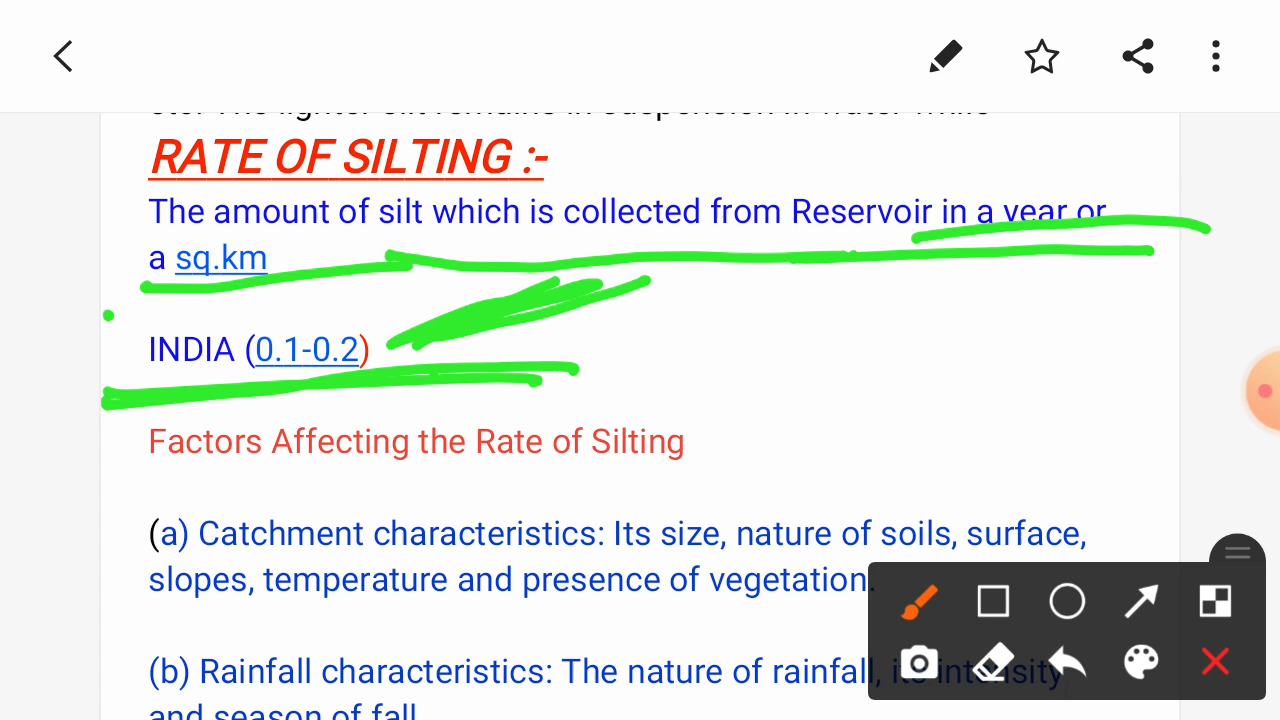 RATE OF SILTING :-
The amount of silt which is collected from Reservoir in a year or
a sq.km
INDIA (0.1-0.2)
Factors Affecting the Rate of Silting
(a) Catchment characteristics: Its size, nature of soils, surface,
slopes, temperature and presence of vegetation.
(b) Rainfall characteristics: The nature of rainfall, its intensity
and season of fall